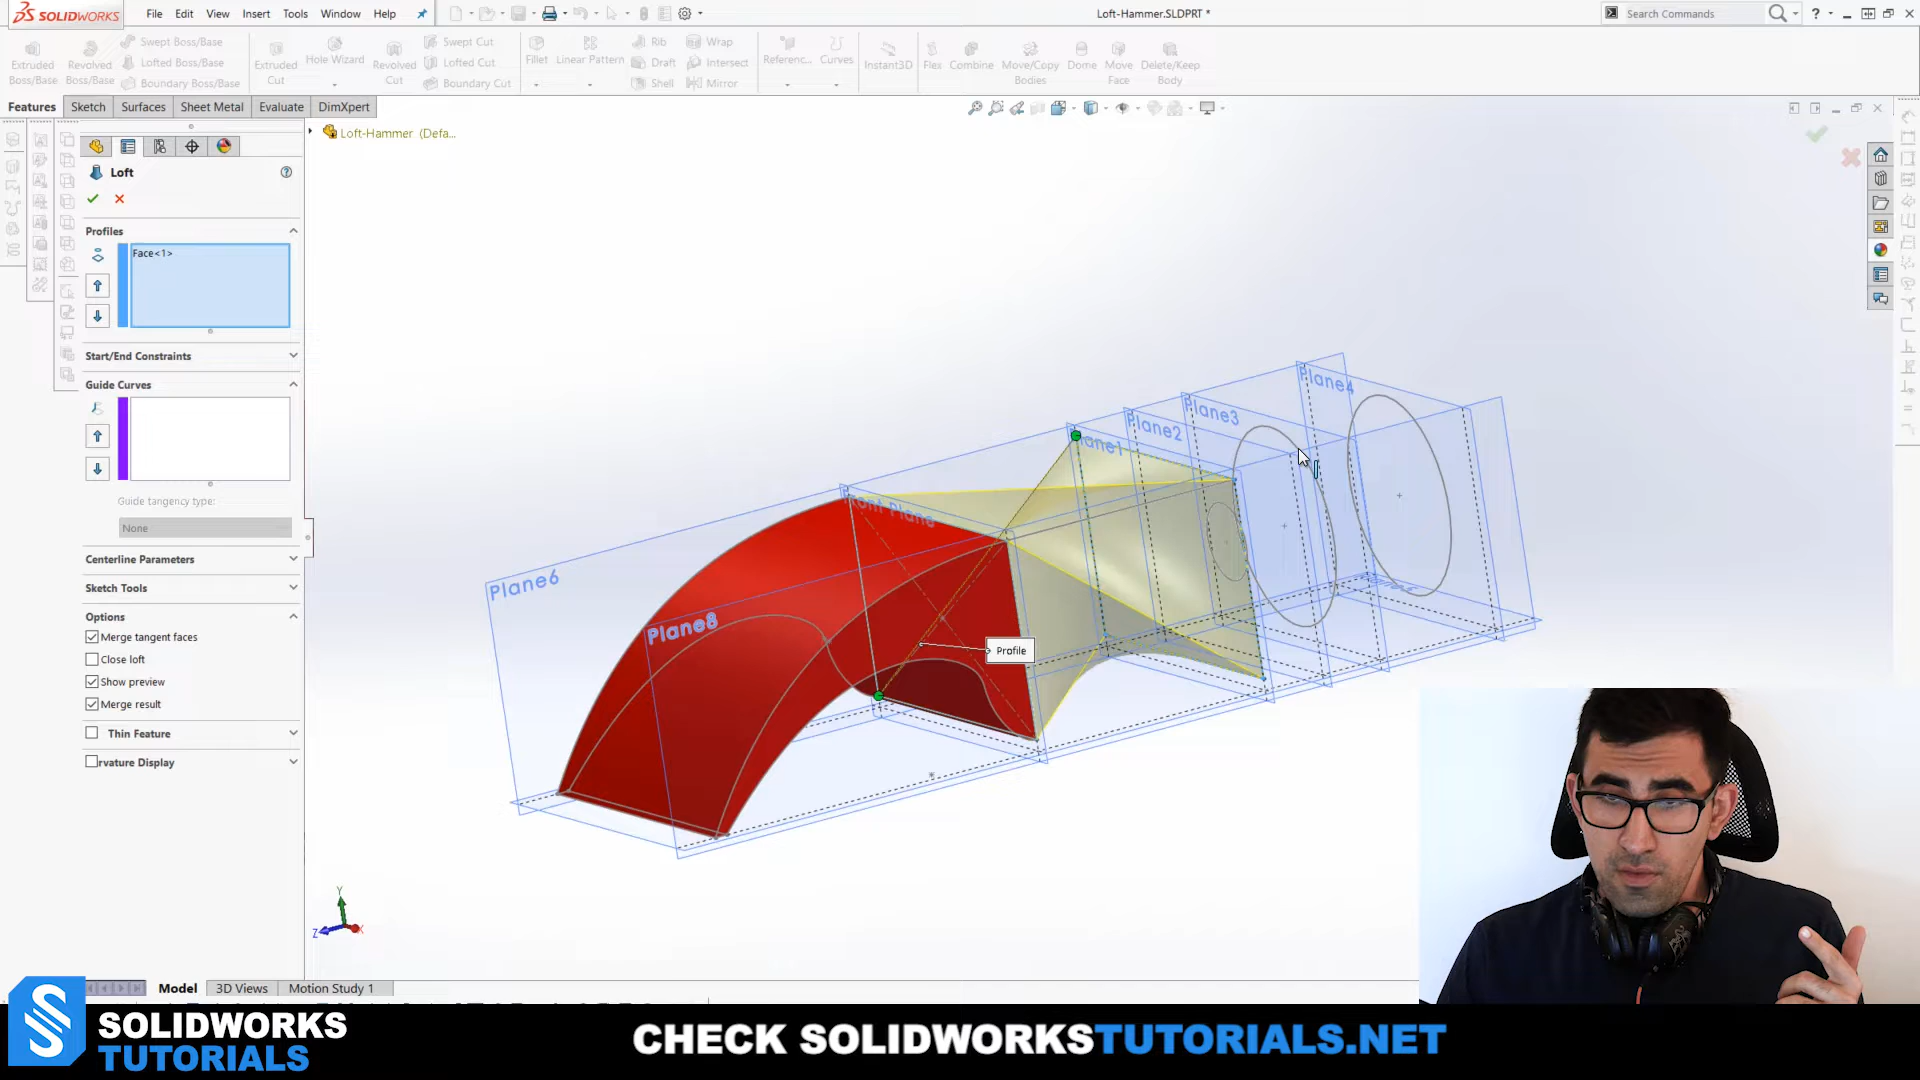 SOLIDWORKS
File Edit View Insert Tools Window Help
Loft-Hammer.SLDPRT *
Search Commands
Extruded Boss/Base
Revolved Boss/Base
Swept Boss/Base
Lofted Boss/Base
Boundary Boss/Base
Extruded Cut
Hole Wizard
Revolved Cut
Swept Cut
Lofted Cut
Boundary Cut
Fillet
Linear Pattern
Rib
Draft
Shell
Wrap
Intersect
Mirror
Referenc...
Curves
Instant3D
Flex
Combine
Move/Copy Bodies
Dome
Move Face
Delete/Keep Body
Features Sketch Surfaces Sheet Metal Evaluate DimXpert
Loft-Hammer (Defa...
Loft
Profiles
Face<1>
Start/End Constraints
Guide Curves
Guide tangency type:
None
Centerline Parameters
Sketch Tools
Options
Merge tangent faces
Close loft
Show preview
Merge result
Thin Feature
rvature Display
Plane4
Plane3
Plane2
lane1
ront Plane
Plane6
Plane8
Profile
Y
Z
X
Model 3D Views Motion Study 1
SOLIDWORKS
TUTORIALS
CHECK SOLIDWORKSTUTORIALS.NET